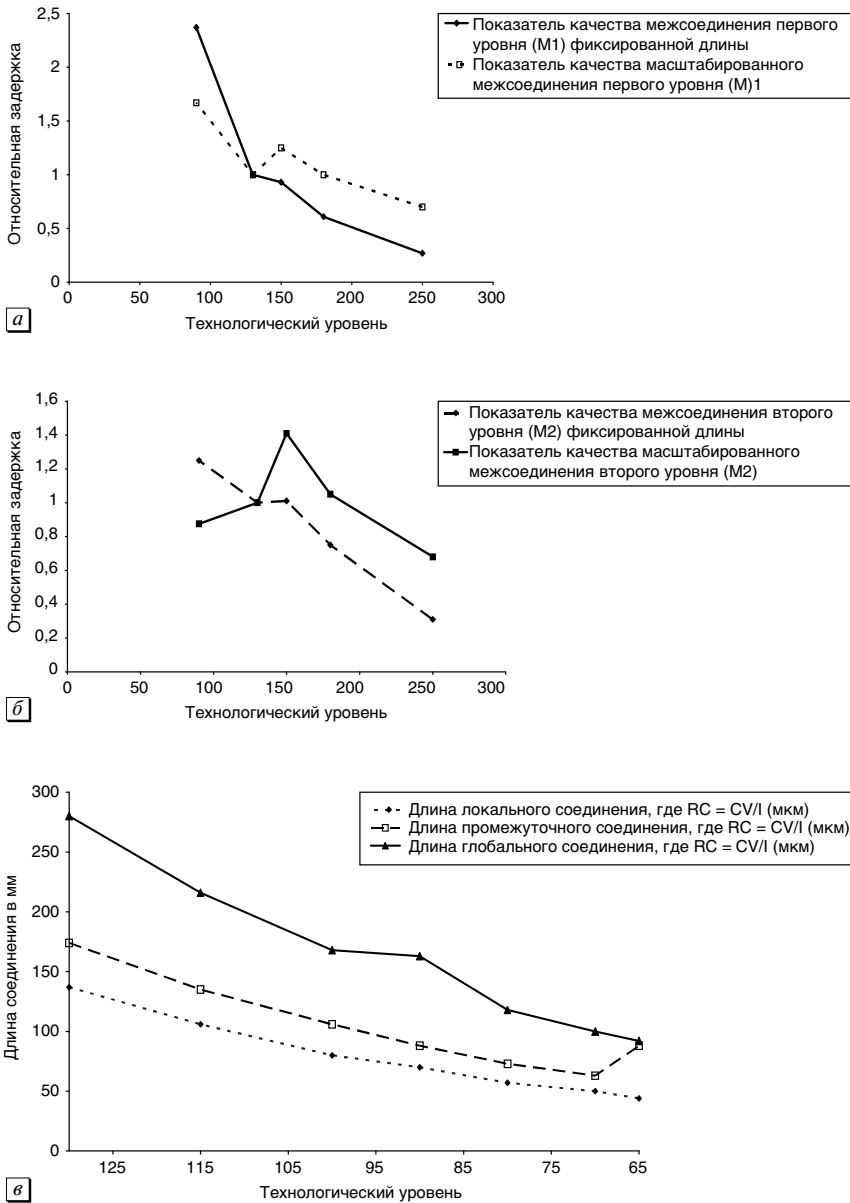 2,5
2
1,5
1
0,5
0
0
50
100
150
200
250
300
Относительная задержка
Технологический уровень
Показатель качества межсоединения первого
уровня (M1) фиксированной длины
Показатель качества масштабированного
межсоединения первого уровня (M)1
а
1,6
1,4
1,2
1
0,8
0,6
0,4
0,2
0
0
50
100
150
200
250
300
Относительная задержка
Технологический уровень
Показатель качества межсоединения второго
уровня (M2) фиксированной длины
Показатель качества масштабированного
межсоединения второго уровня (M2)
б
300
250
200
150
100
50
0
125
115
105
95
85
75
65
Длина соединения в мм
Технологический уровень
Длина локального соединения, где RC = CV/I (мкм)
Длина промежуточного соединения, где RC = CV/I (мкм)
Длина глобального соединения, где RC = CV/I (мкм)
в